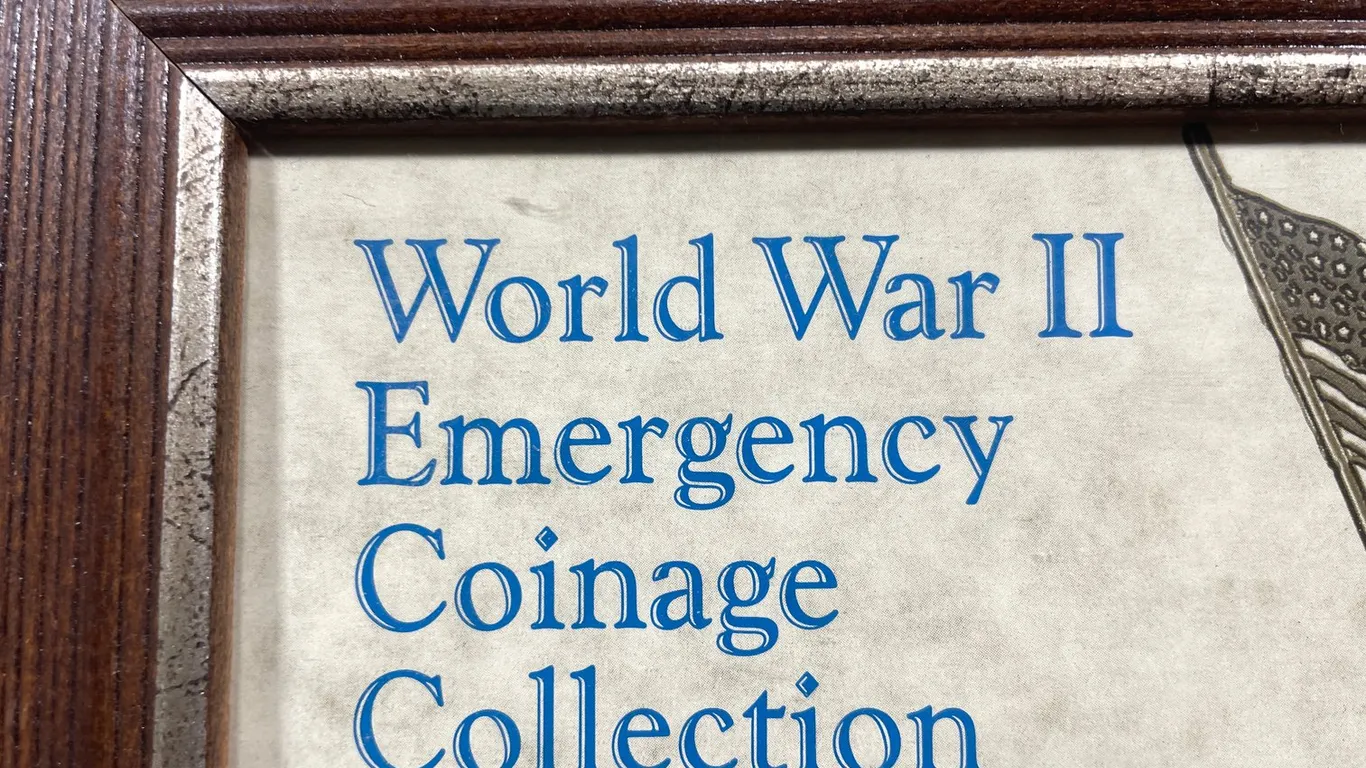 World War II
Emergency
Coinage
Collection